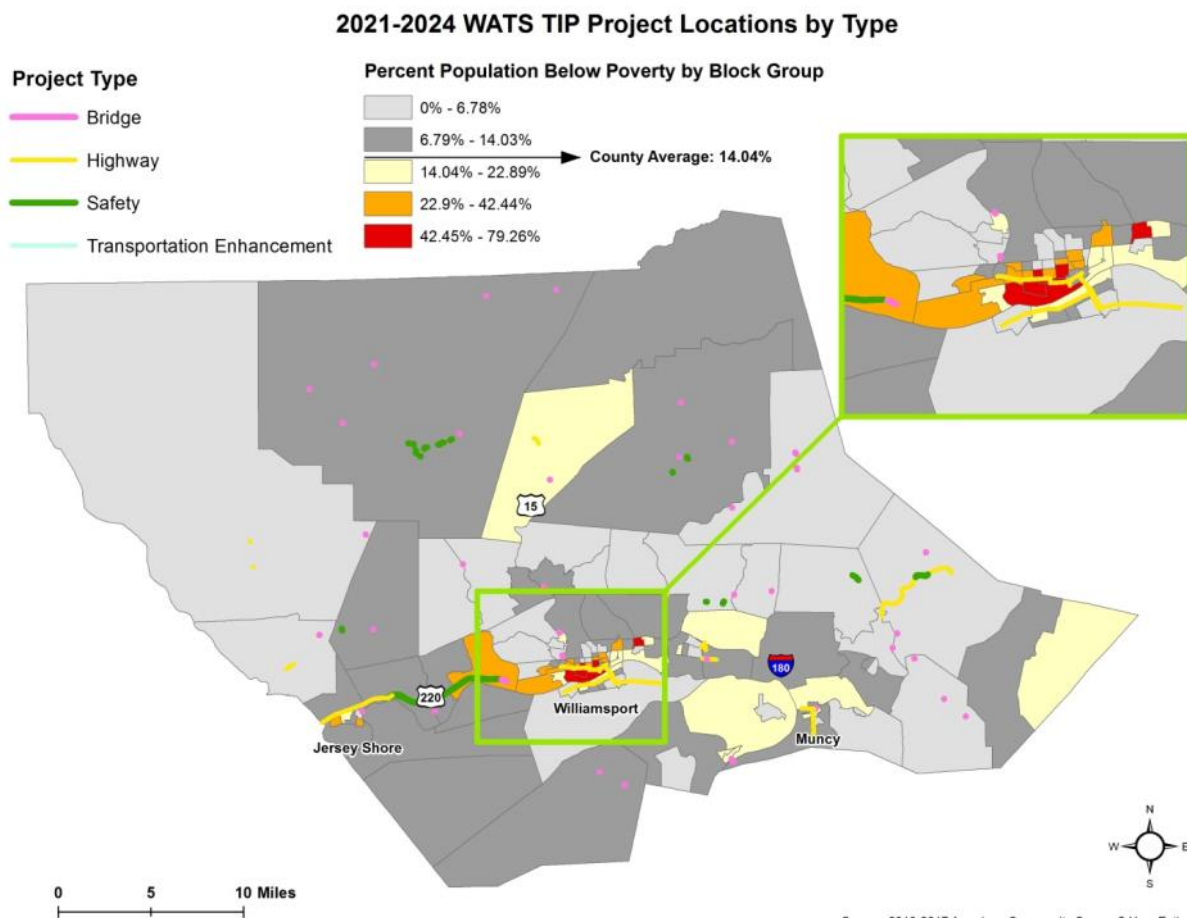 2021-2024 WATS TIP Project Locations by Type
Project Type
Bridge
Highway
Safety
Transportation Enhancement
Percent Population Below Poverty by Block Group
0% - 6.78%
6.79% - 14.03%
County Average: 14.04%
14.04% - 22.89%
22.9% - 42.44%
42.45% - 79.26%
15
220
180
Williamsport
Jersey Shore
Muncy
N
W E
S
0 5 10 Miles